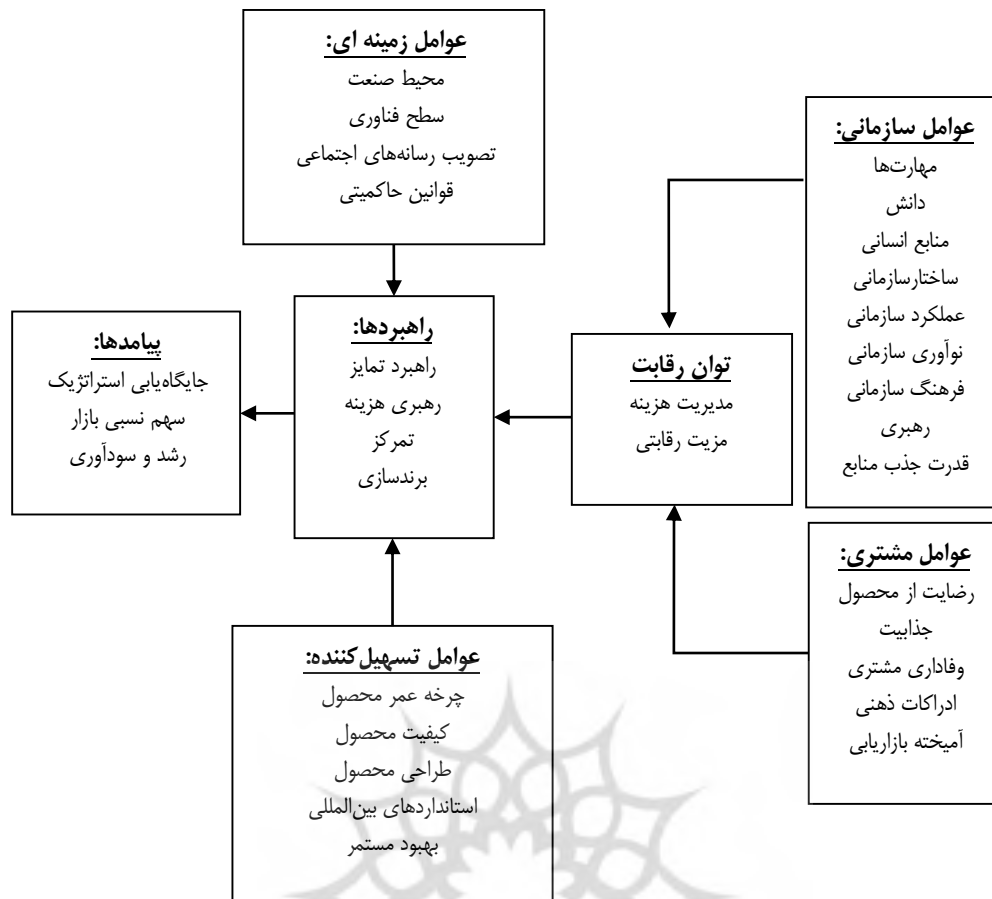 عوامل زمینه ای:
محیط صنعت
سطح فناوری
تصویب رسانه‌های اجتماعی
قوانین حاکمیتی
عوامل سازمانی:
مهارت‌ها
دانش
منابع انسانی
ساختارسازمانی
عملکرد سازمانی
نوآوری سازمانی
فرهنگ سازمانی
رهبری
قدرت جذب منابع
توان رقابت
مدیریت هزینه
مزیت رقابتی
راهبردها:
راهبرد تمایز
رهبری هزینه
تمرکز
برندسازی
پیامدها:
جایگاه‌یابی استراتژیک
سهم نسبی بازار
رشد و سودآوری
عوامل مشتری:
رضایت از محصول
جذابیت
وفاداری مشتری
ادراکات ذهنی
آمیخته بازاریابی
عوامل تسهیل‌کننده:
چرخه عمر محصول
کیفیت محصول
طراحی محصول
استانداردهای بین‌المللی
بهبود مستمر